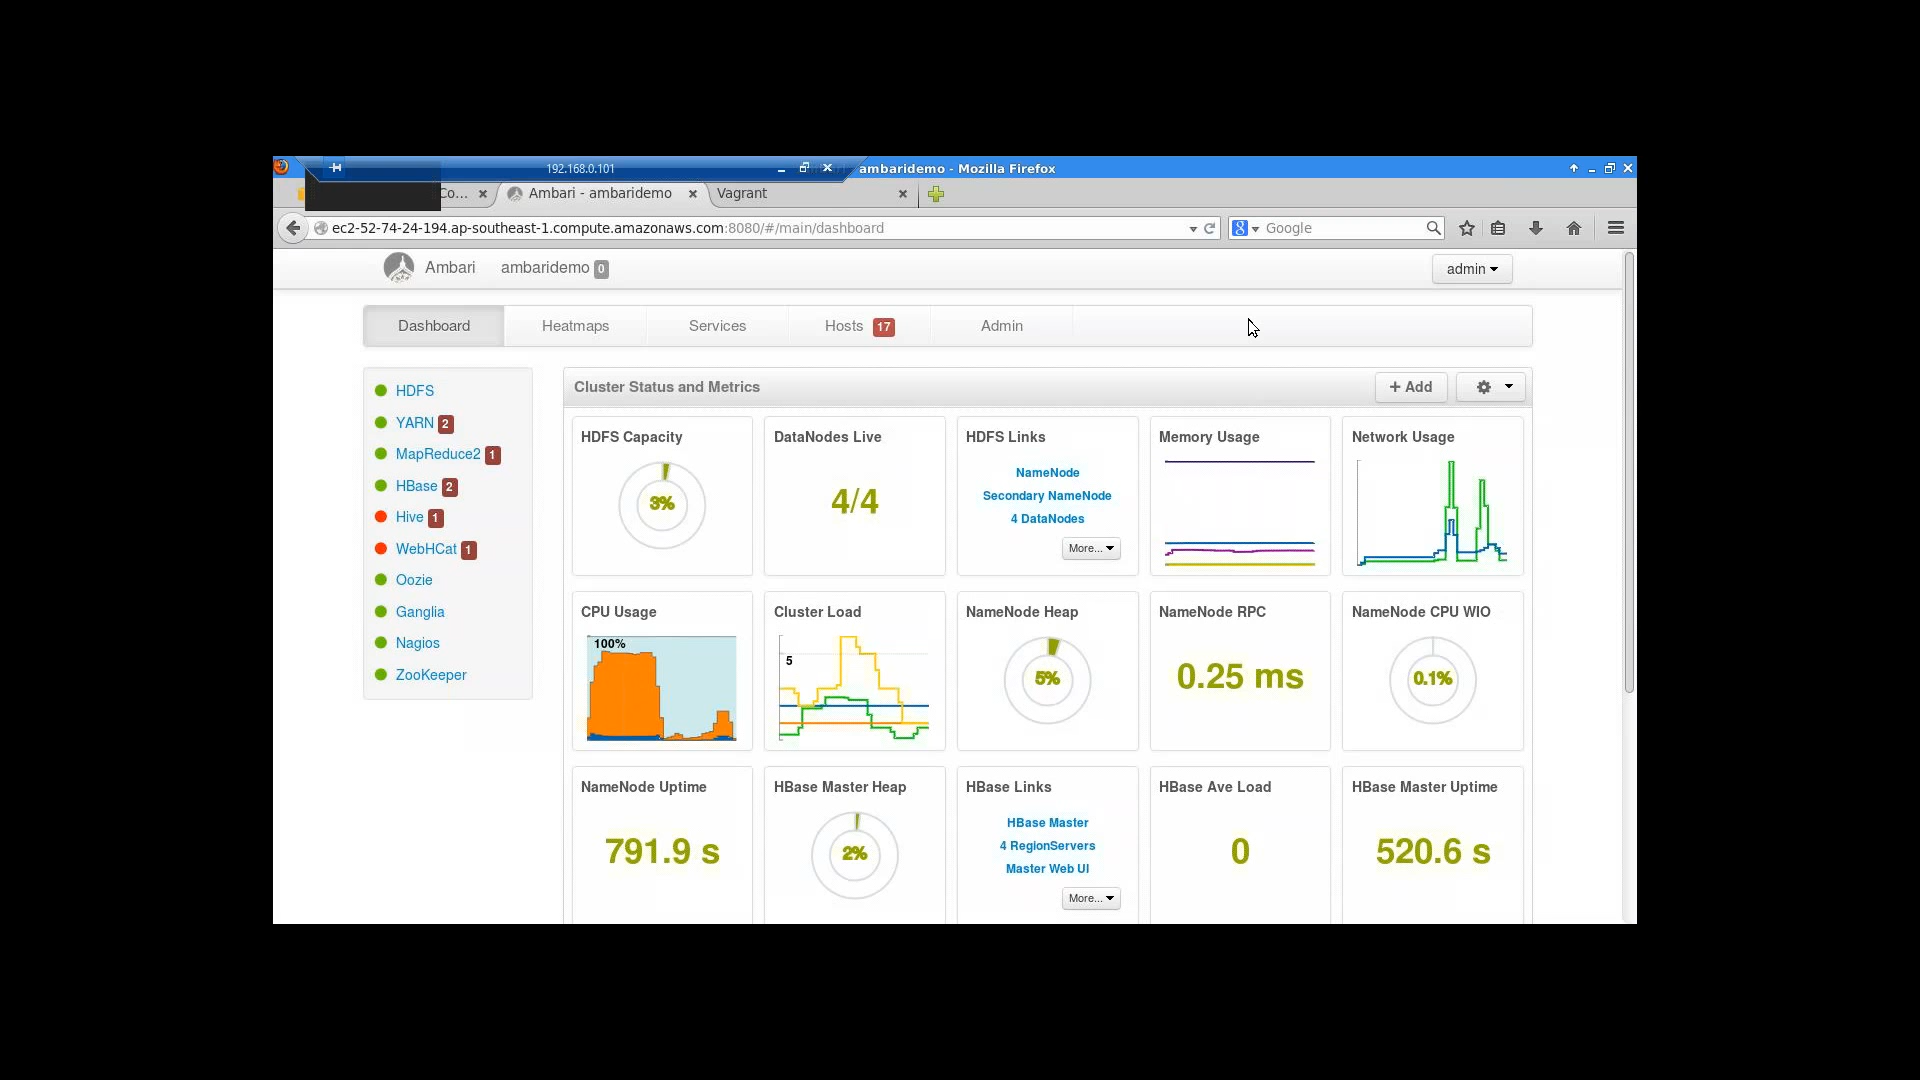 192.168.0.101
ambaridemo - Mozilla Firefox
Co...
Ambari - ambaridemo
Vagrant
ec2-52-74-24-194.ap-southeast-1.compute.amazonaws.com:8080/#/main/dashboard
Google
Ambari ambaridemo 0
admin
Dashboard Heatmaps Services Hosts 17 Admin
HDFS
YARN 2
MapReduce2 1
HBase 2
Hive 1
WebHCat 1
Oozie
Ganglia
Nagios
ZooKeeper
Cluster Status and Metrics
+ Add
HDFS Capacity
3%
DataNodes Live
4/4
HDFS Links
NameNode
Secondary NameNode
4 DataNodes
More...
Memory Usage
Network Usage
CPU Usage
100%
Cluster Load
5
NameNode Heap
5%
NameNode RPC
0.25 ms
NameNode CPU WIO
0.1%
NameNode Uptime
791.9 s
HBase Master Heap
2%
HBase Links
HBase Master
4 RegionServers
Master Web UI
More...
HBase Ave Load
0
HBase Master Uptime
520.6 s